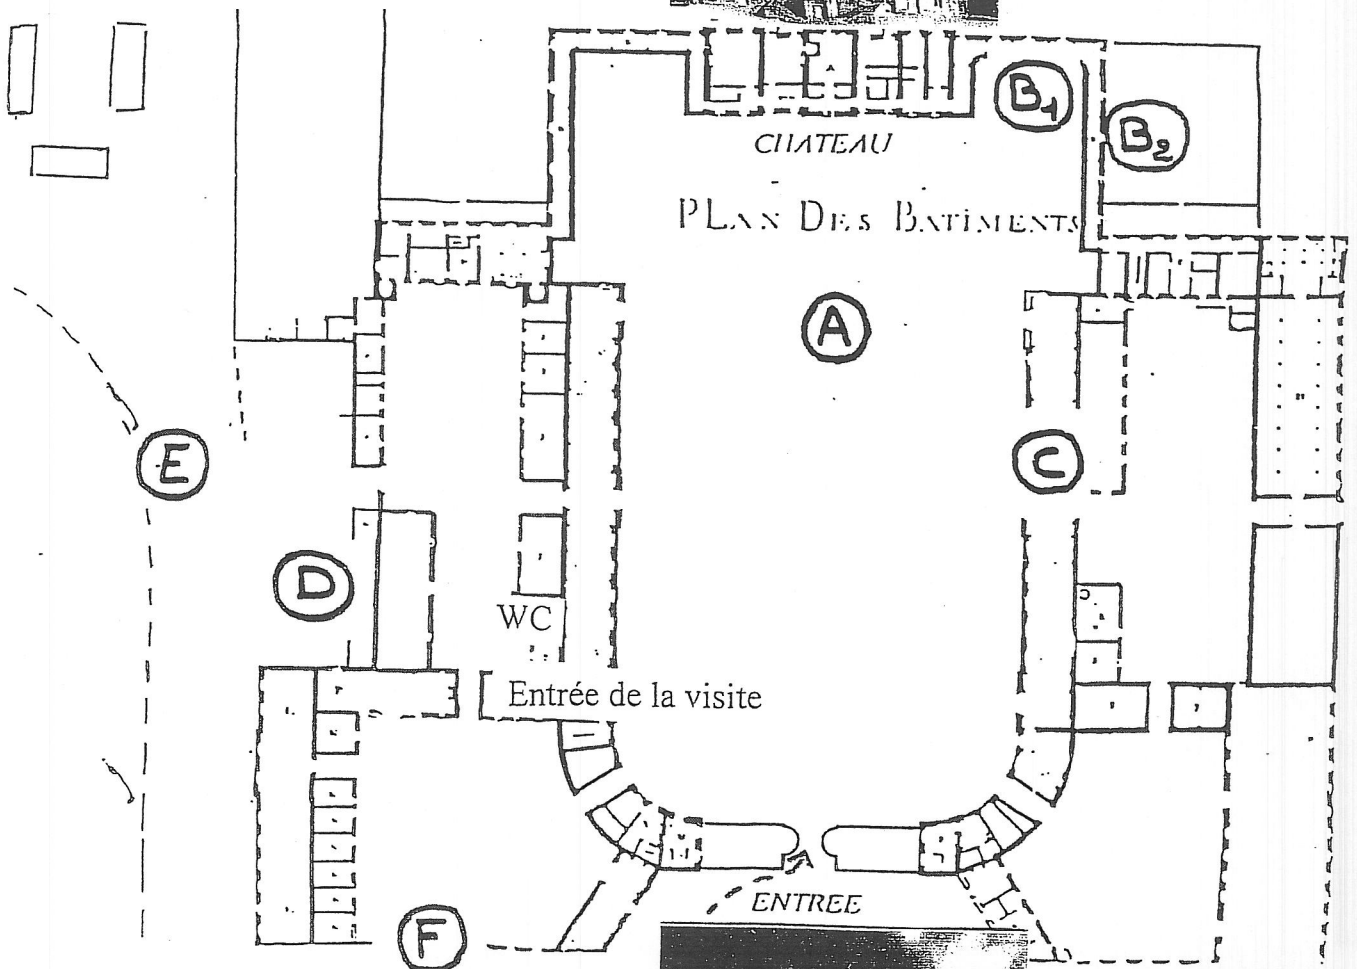 B1
CHATEAU
B2
PLAN DES BATIMENTS
A
E
C
D
WC
Entrée de la visite
ENTREE
F